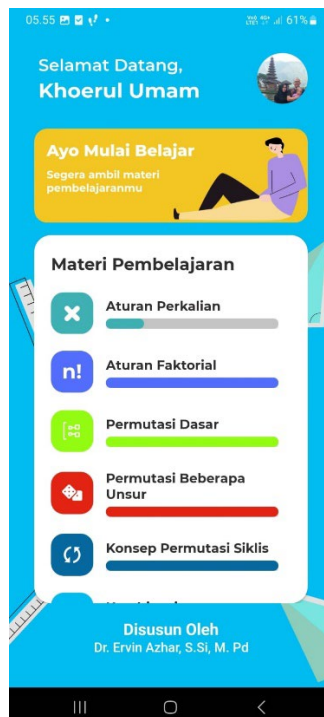 05.55
61%
Selamat Datang,
Khoerul Umam
Ayo Mulai Belajar
Segera ambil materi
pembelajaranmu
Materi Pembelajaran
Aturan Perkalian
n!
Aturan Faktorial
Permutasi Dasar
Permutasi Beberapa
Unsur
Konsep Permutasi Siklis
Disusun Oleh
Dr. Ervin Azhar, S.Si, M. Pd